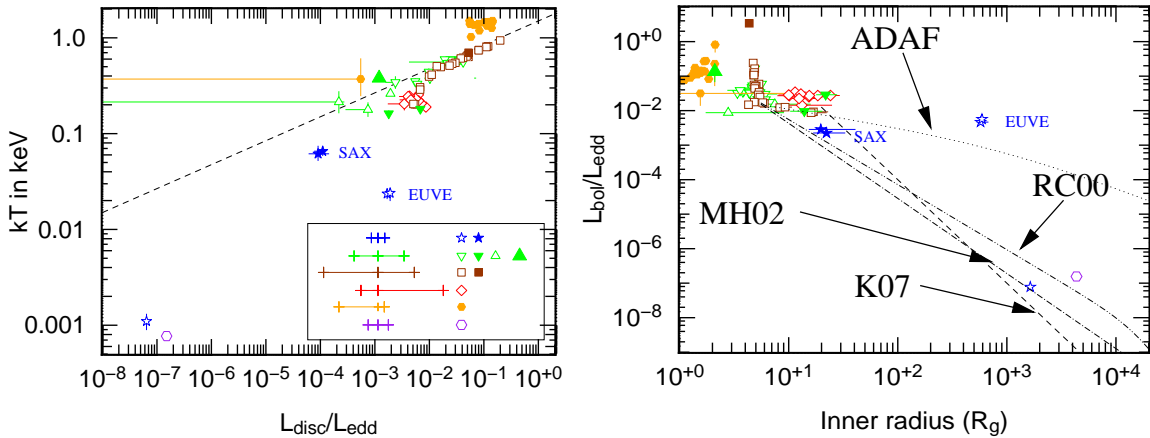 1.0
0.1
0.01
0.001
kT in keV
SAX
EUVE
10⁻⁸ 10⁻⁷ 10⁻⁶ 10⁻⁵ 10⁻⁴ 10⁻³ 10⁻² 10⁻¹ 10⁰
L_disc/L_edd
10⁺⁰
10⁻²
10⁻⁴
10⁻⁶
10⁻⁸
L_bol/L_edd
ADAF
EUVE
SAX
RC00
MH02
K07
10⁺⁰ 10⁺¹ 10⁺² 10⁺³ 10⁺⁴
Inner radius (R_g)